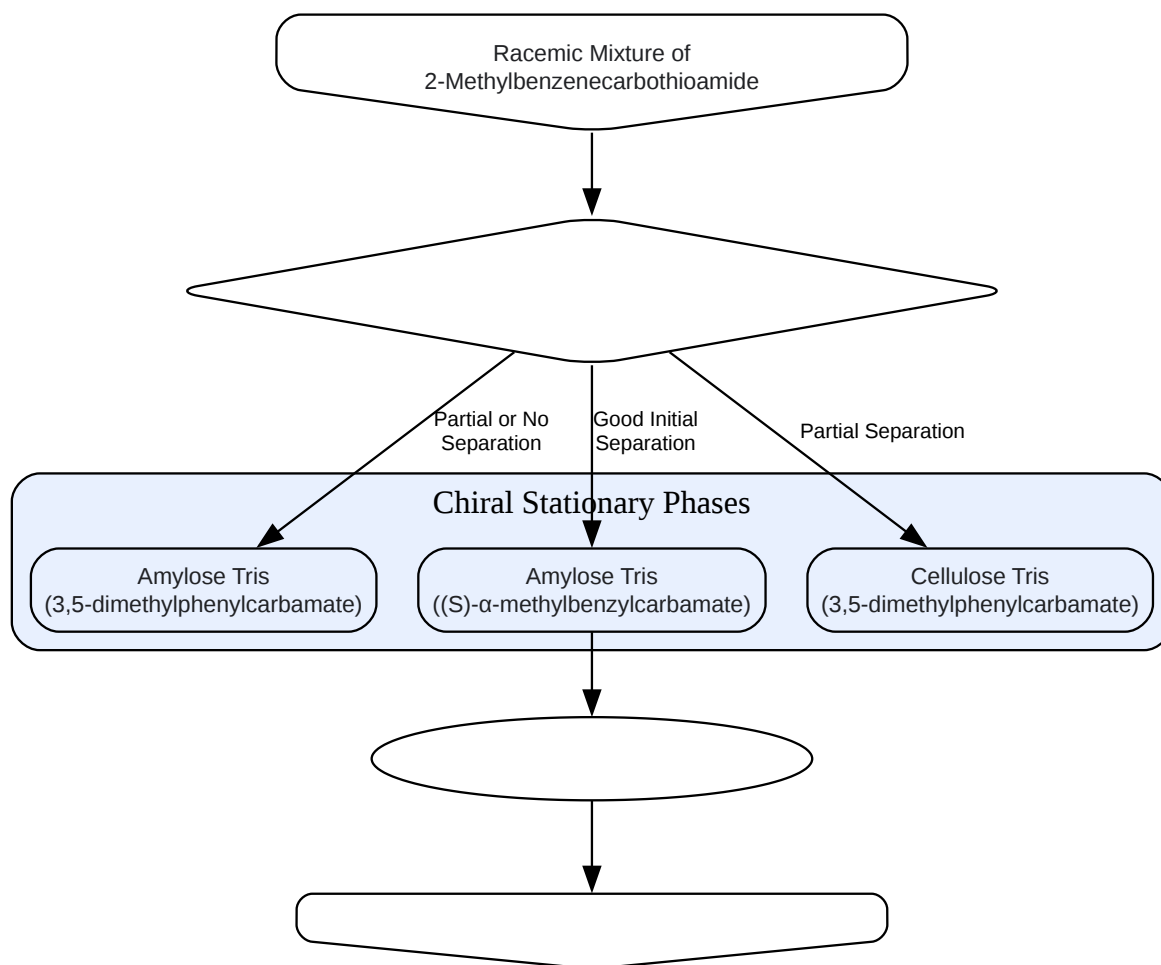 Racemic Mixture of
2-Methylbenzenecarbothioamide
Partial or No
Separation
Good Initial
Separation
Partial Separation
Chiral Stationary Phases
Amylose Tris
(3,5-dimethylphenylcarbamate)
Amylose Tris
((S)-α-methylbenzylcarbamate)
Cellulose Tris
(3,5-dimethylphenylcarbamate)